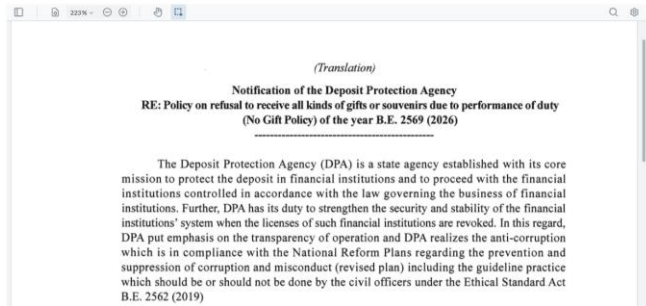 223%
(Translation)
Notification of the Deposit Protection Agency
RE: Policy on refusal to receive all kinds of gifts or souvenirs due to performance of duty
(No Gift Policy) of the year B.E. 2569 (2026)
The Deposit Protection Agency (DPA) is a state agency established with its core
mission to protect the deposit in financial institutions and to proceed with the financial
institutions controlled in accordance with the law governing the business of financial
institutions. Further, DPA has its duty to strengthen the security and stability of the financial
institutions' system when the licenses of such financial institutions are revoked. In this regard,
DPA put emphasis on the transparency of operation and DPA realizes the anti-corruption
which is in compliance with the National Reform Plans regarding the prevention and
suppression of corruption and misconduct (revised plan) including the guideline practice
which should be or should not be done by the civil officers under the Ethical Standard Act
B.E. 2562 (2019)